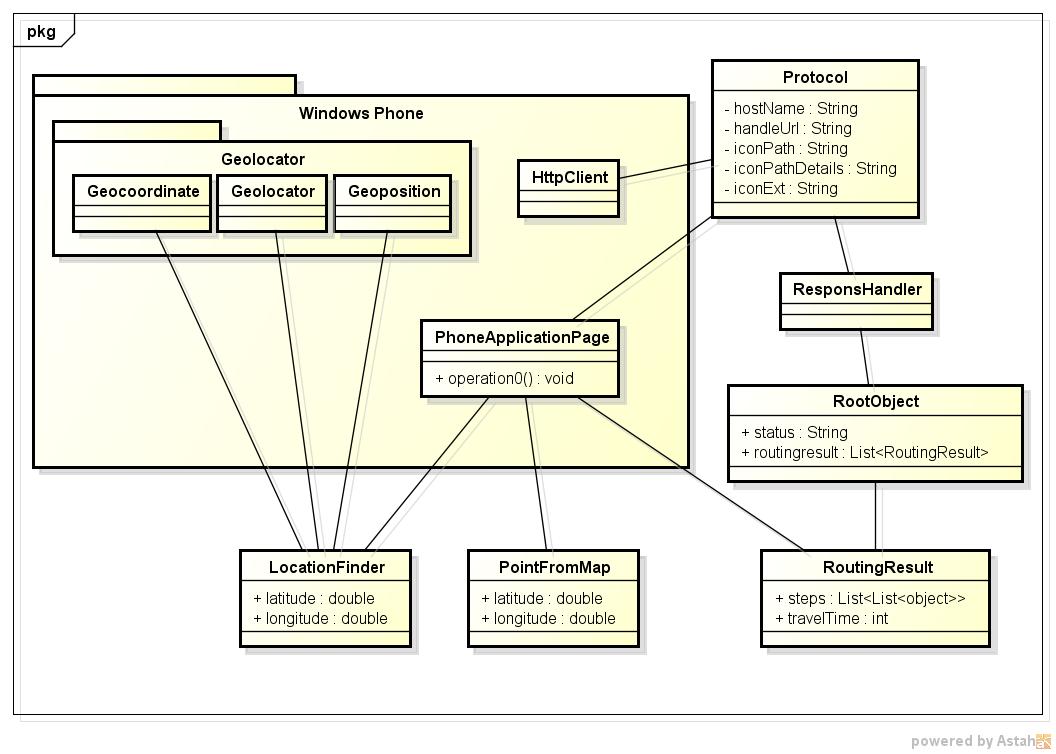 pkg
Windows Phone
Geolocator
Geocoordinate
Geolocator
Geoposition
HttpClient
Protocol
- hostName : String
- handleUrl : String
- iconPath : String
- iconPathDetails : String
- iconExt : String
ResponsHandler
PhoneApplicationPage
+ operation0() : void
RootObject
+ status : String
+ routingresult : List<RoutingResult>
LocationFinder
+ latitude : double
+ longitude : double
PointFromMap
+ latitude : double
+ longitude : double
RoutingResult
+ steps : List<List<object>>
+ travelTime : int
powered by Astah